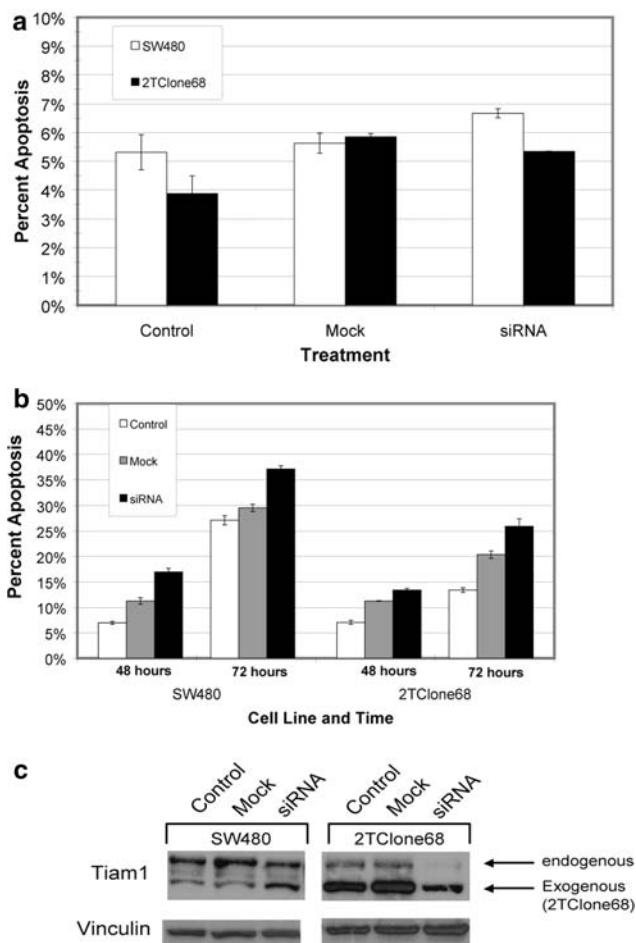 a
10%
9%
8%
7%
6%
5%
4%
3%
2%
1%
0%
Percent Apoptosis
SW480
2TClone68
Control Mock siRNA
Treatment
b
50%
45%
40%
35%
30%
25%
20%
15%
10%
5%
0%
Percent Apoptosis
Control
Mock
siRNA
48 hours 72 hours 48 hours 72 hours
SW480 2TClone68
Cell Line and Time
c
Control Mock siRNA Control Mock siRNA
SW480 2TClone68
Tiam1
endogenous
Exogenous
(2TClone68)
Vinculin